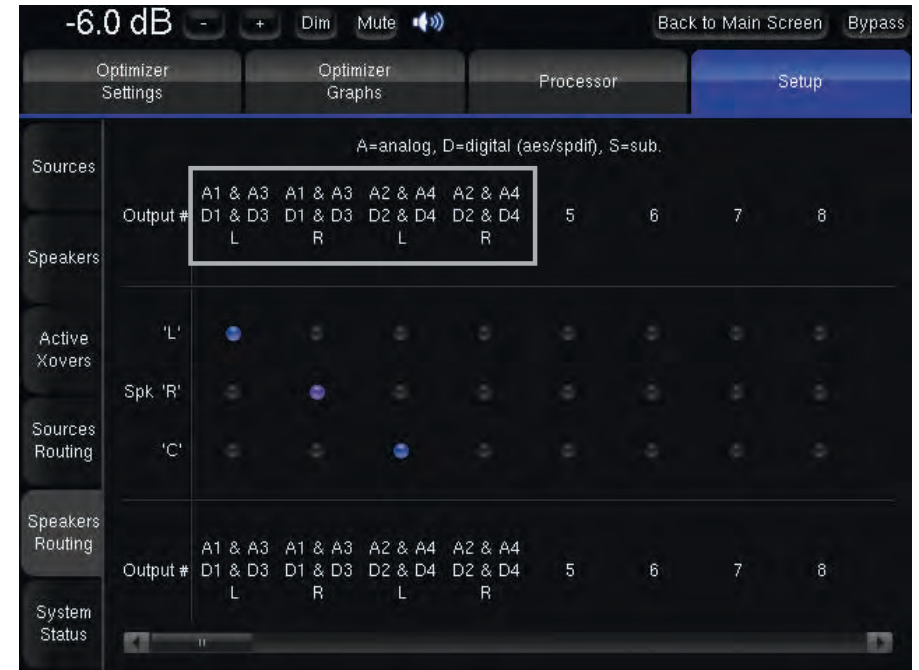 -6.0 dB - + Dim Mute Back to Main Screen Bypass
Optimizer Settings
Optimizer Graphs
Processor
Setup
Sources
Speakers
Active Xovers
Sources Routing
Speakers Routing
System Status
A=analog, D=digital (aes/spdif), S=sub.
A1 & A3 A1 & A3 A2 & A4 A2 & A4
Output # D1 & D3 D1 & D3 D2 & D4 D2 & D4 5 6 7 8
L R L R
'L'
Spk 'R'
'C'
A1 & A3 A1 & A3 A2 & A4 A2 & A4
Output # D1 & D3 D1 & D3 D2 & D4 D2 & D4 5 6 7 8
L R L R